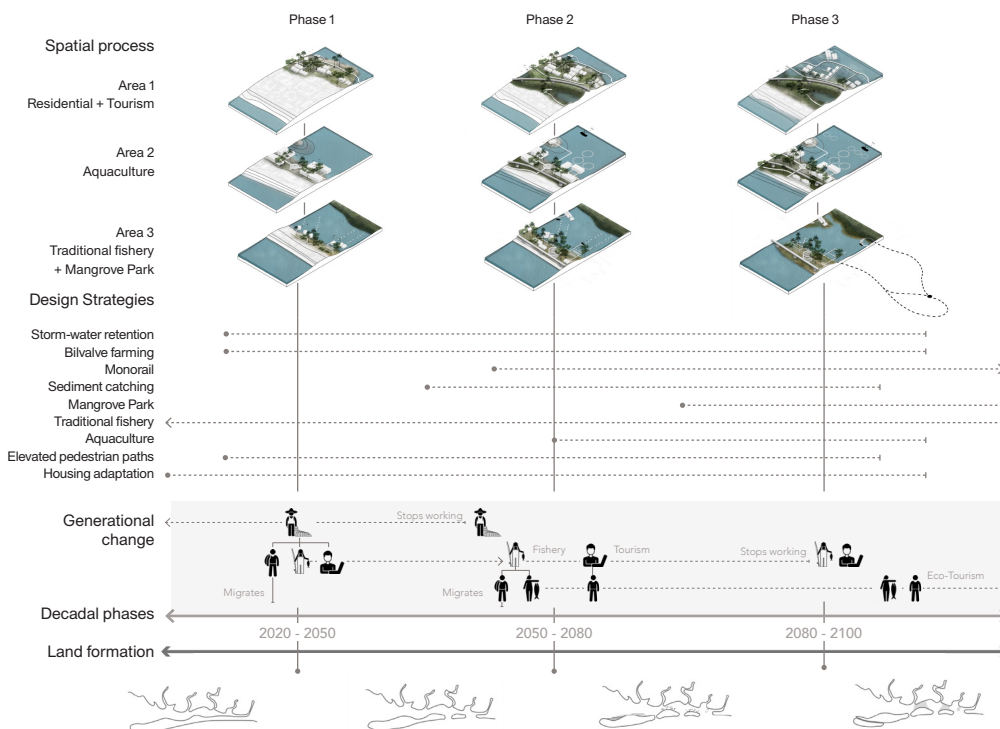 Phase 1
Phase 2
Phase 3
Spatial process
Area 1
Residential + Tourism
Area 2
Aquaculture
Area 3
Traditional fishery
+ Mangrove Park
Design Strategies
Storm-water retention
Bilvalve farming
Monorail
Sediment catching
Mangrove Park
Traditional fishery
Aquaculture
Elevated pedestrian paths
Housing adaptation
Generational
change
Stops working
Fishery
Tourism
Stops working
Migrates
Migrates
Eco-Tourism
Decadal phases
2020 - 2050
2050 - 2080
2080 - 2100
Land formation